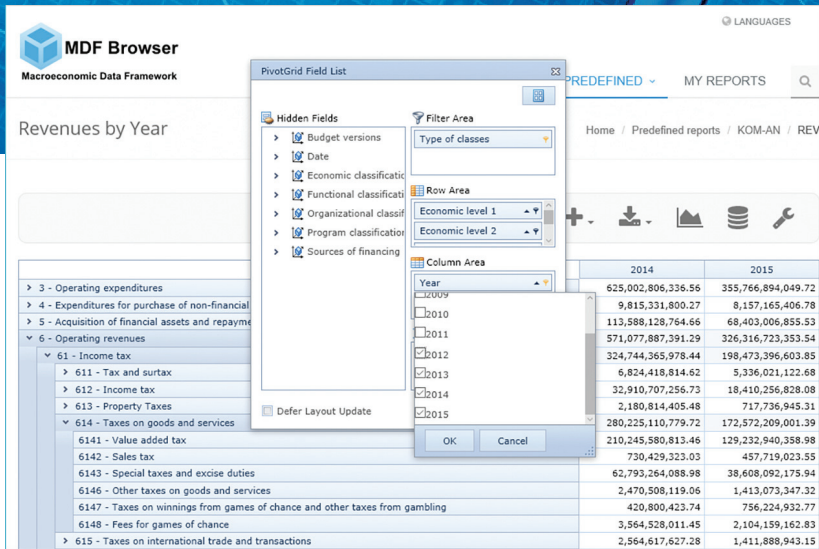 LANGUAGES
MDF Browser
Macroeconomic Data Framework
PREDEFINED
MY REPORTS
Revenues by Year
Home / Predefined reports / KOM-AN / REV
PivotGrid Field List
Hidden Fields
Budget versions
Date
Economic classificatio
Functional classificati
Organizational classif
Program classification
Sources of financing
Defer Layout Update
Filter Area
Type of classes
Row Area
Economic level 1
Economic level 2
Column Area
Year
2009
2010
2011
2012
2013
2014
2015
OK Cancel
2014 2015
3 - Operating expenditures 625,002,806,336.56 355,766,894,049.72
4 - Expenditures for purchase of non-financial 9,815,331,800.27 8,157,165,406.78
5 - Acquisition of financial assets and repayme 113,588,128,764.66 68,403,006,855.53
6 - Operating revenues 571,077,887,391.29 326,316,723,353.54
61 - Income tax 324,744,365,978.44 198,473,396,603.85
611 - Tax and surtax 6,824,418,814.62 5,336,021,122.68
612 - Income tax 32,910,707,256.73 18,410,256,828.08
613 - Property Taxes 2,180,814,405.48 717,736,945.31
614 - Taxes on goods and services 280,225,110,779.72 172,572,209,001.39
6141 - Value added tax 210,245,580,813.46 129,232,940,358.98
6142 - Sales tax 730,429,323.03 457,719,023.55
6143 - Special taxes and excise duties 62,793,264,088.98 38,608,092,175.94
6146 - Other taxes on goods and services 2,470,508,119.06 1,413,073,347.32
6147 - Taxes on winnings from games of chance and other taxes from gambling 420,800,423.74 756,224,932.77
6148 - Fees for games of chance 3,564,528,011.45 2,104,159,162.83
615 - Taxes on international trade and transactions 2,564,617,627.28 1,411,888,943.15